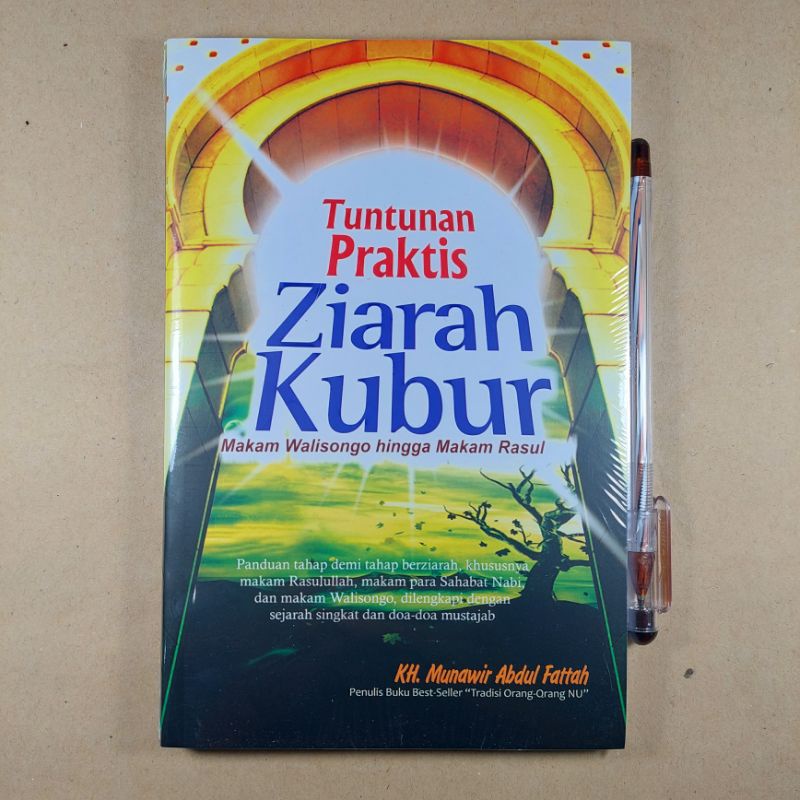 Tuntunan
Praktis
Ziarah
Kubur
Makam Walisongo hingga Makam Rasul
Panduan tahap demi tahap berziarah, khususnya
makam Rasulullah, makam para Sahabat Nabi,
dan makam Walisongo, dilengkapi dengan
sejarah singkat dan doa-doa mustajab
KH. Munawir Abdul Fattah
Penulis Buku Best-Seller “Tradisi Orang-Qrang NU”